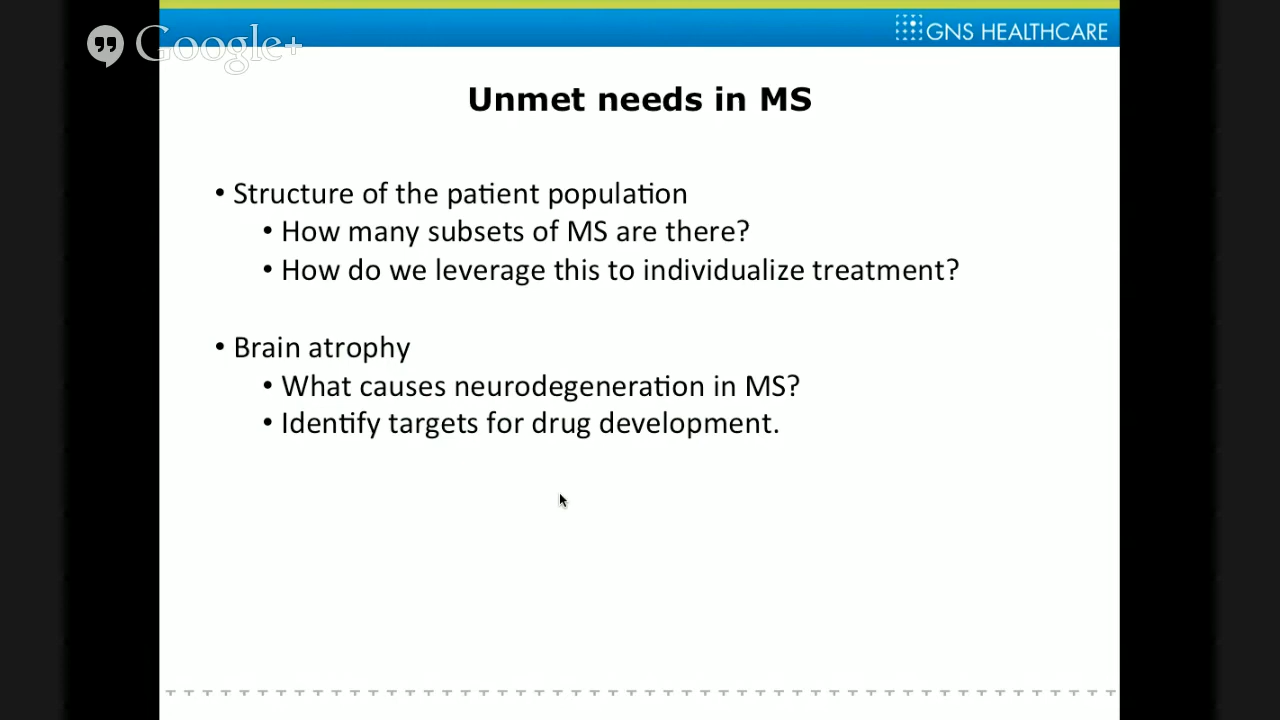 Google+
GNS HEALTHCARE
Unmet needs in MS
• Structure of the patient population
• How many subsets of MS are there?
• How do we leverage this to individualize treatment?
• Brain atrophy
• What causes neurodegeneration in MS?
• Identify targets for drug development.